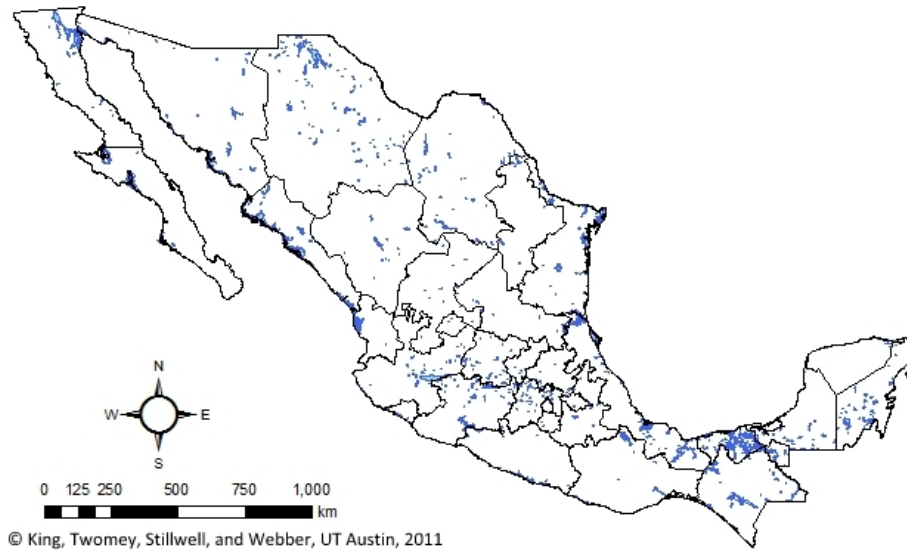 N
W E
S
0 125 250 500 750 1,000
km
© King, Twomey, Stillwell, and Webber, UT Austin, 2011